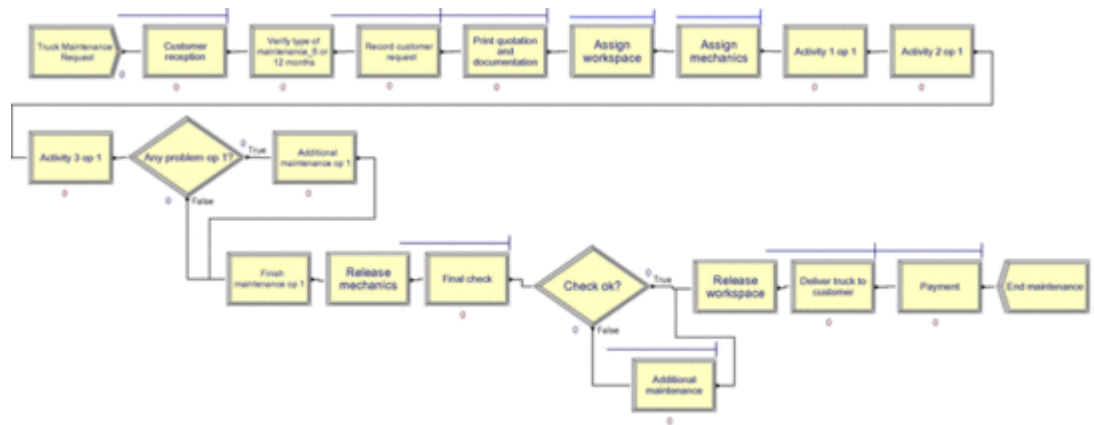 Truck Maintenance
Request
0
Customer
reception
0
Verify type of
maintenance_6 or
12 months
0
Record customer
request
0
Print quotation
and
documentation
0
Assign
workspace
Assign
mechanics
Activity 1 op 1
0
Activity 2 op 1
0
Activity 3 op 1
0
Any problem op 1?
0
True
0
False
Additional
maintenance op 1
0
Finish
maintenance op 1
Release
mechanics
Final check
0
Check ok?
0
True
0
False
Additional
maintenance
0
Release
workspace
Deliver truck to
customer
0
Payment
0
End maintenance